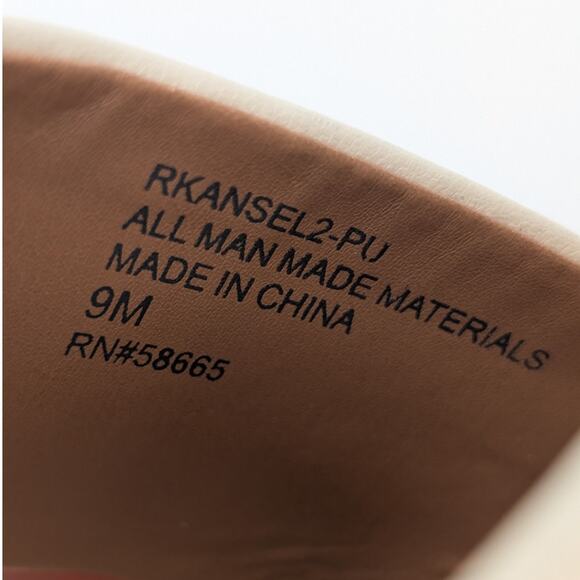 RKANSEL2-PU
ALL MAN MADE MATERIALS
MADE IN CHINA
9M
RN#58665